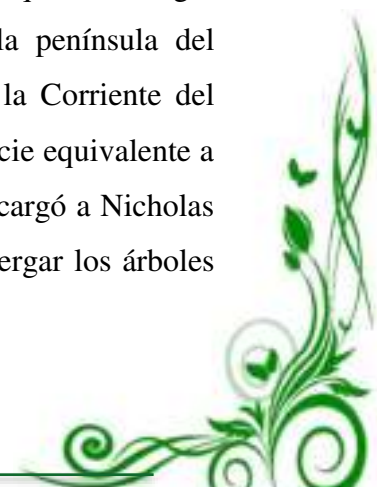 la península del
la Corriente del
cie equivalente a
cargó a Nicholas
ergar los árboles